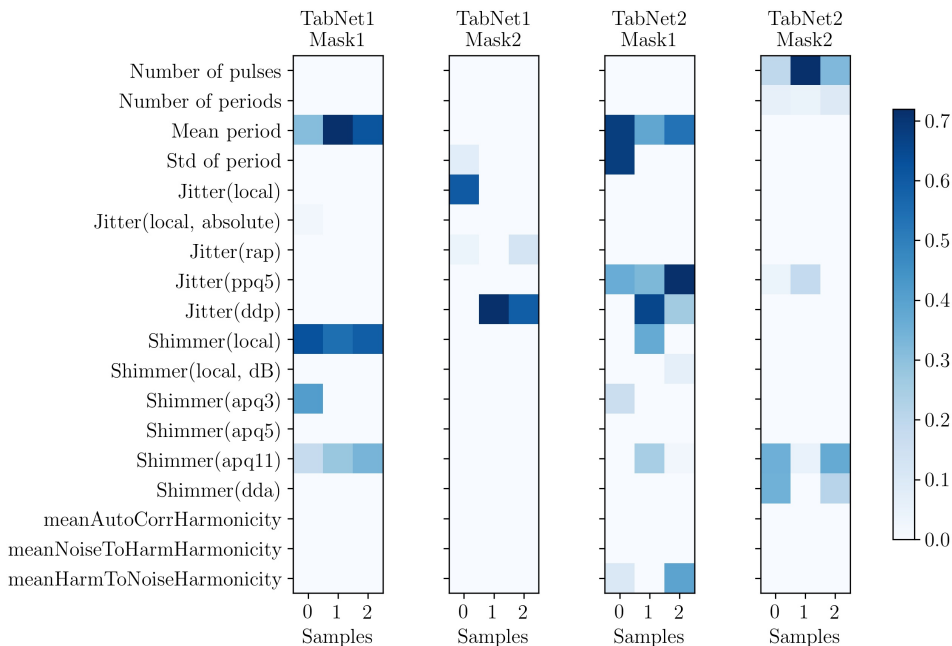 TabNet1 TabNet1 TabNet2 TabNet2
Mask1 Mask2 Mask1 Mask2
Number of pulses
Number of periods
Mean period
Std of period
Jitter(local)
Jitter(local, absolute)
Jitter(rap)
Jitter(ppq5)
Jitter(ddp)
Shimmer(local)
Shimmer(local, dB)
Shimmer(apq3)
Shimmer(apq5)
Shimmer(apq11)
Shimmer(dda)
meanAutoCorrHarmonicity
meanNoiseToHarmHarmonicity
meanHarmToNoiseHarmonicity
0 1 2 0 1 2 0 1 2 0 1 2
Samples Samples Samples Samples
0.7
0.6
0.5
0.4
0.3
0.2
0.1
0.0